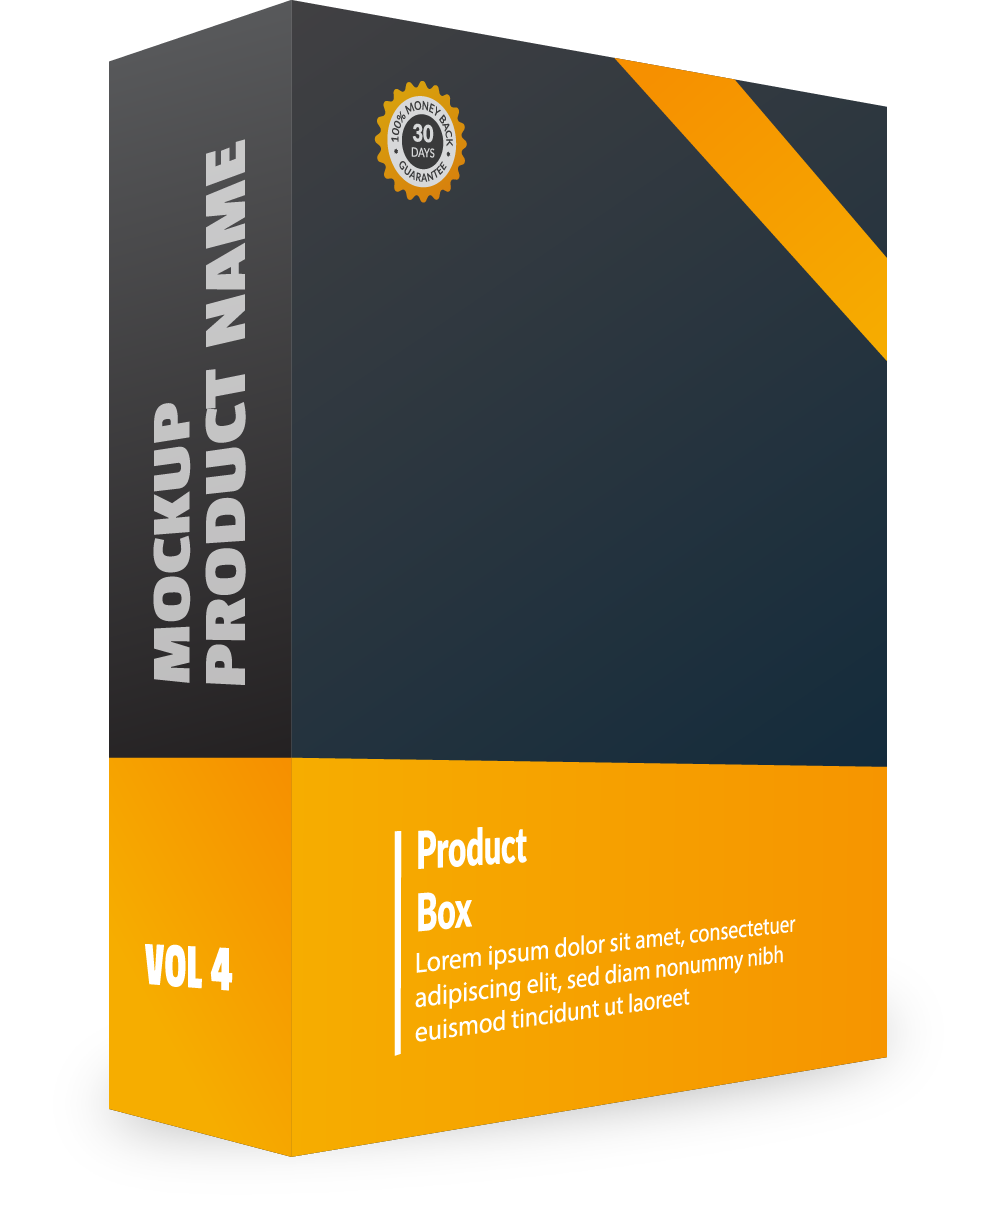 MOCKUP
PRODUCT NAME
100% MONEY BACK
30
DAYS
GUARANTEE
VOL 4
Product
Box
Lorem ipsum dolor sit amet, consectetuer
adipiscing elit, sed diam nonummy nibh
euismod tincidunt ut laoreet